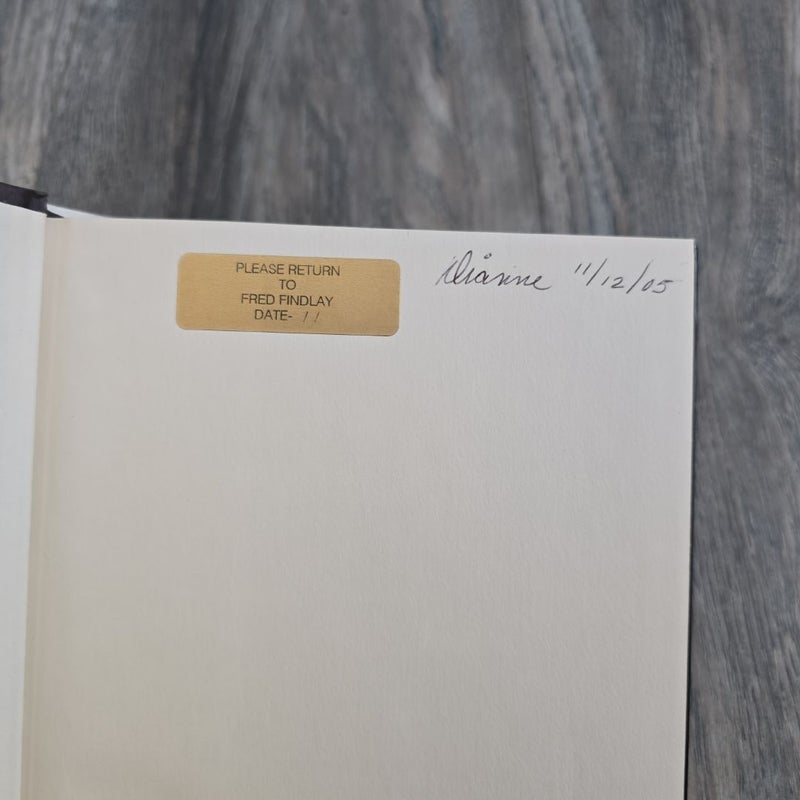 PLEASE RETURN
TO
FRED FINDLAY
DATE- / /
Dianne 11/12/05